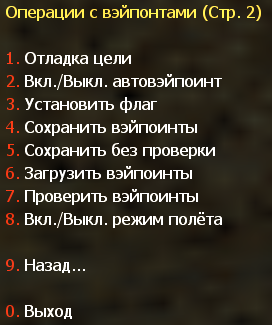 Операции с вэйпонтами (Стр. 2)
1. Отладка цели
2. Вкл./Выкл. автовэйпоинт
3. Установить флаг
4. Сохранить вэйпоинты
5. Сохранить без проверки
6. Загрузить вэйпоинты
7. Проверить вэйпоинты
8. Вкл./Выкл. режим полёта
9. Назад...
0. Выход